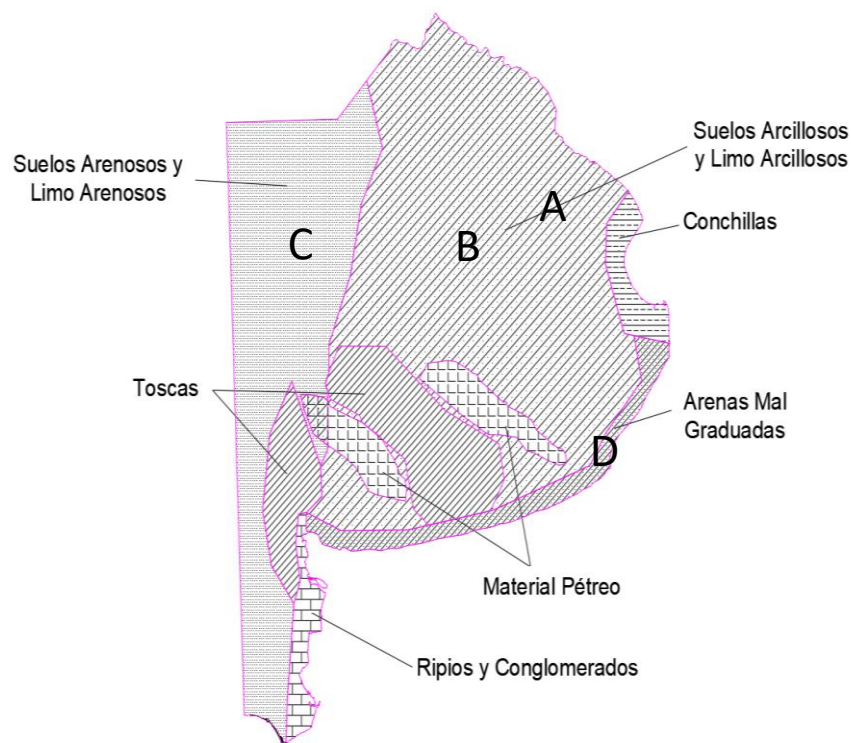 Suelos Arcillosos
y Limo Arcillosos
Suelos Arenosos y
Limo Arenosos
A
B
C
Conchillas
Toscas
Arenas Mal
Graduadas
D
Material Pétreo
Ripios y Conglomerados